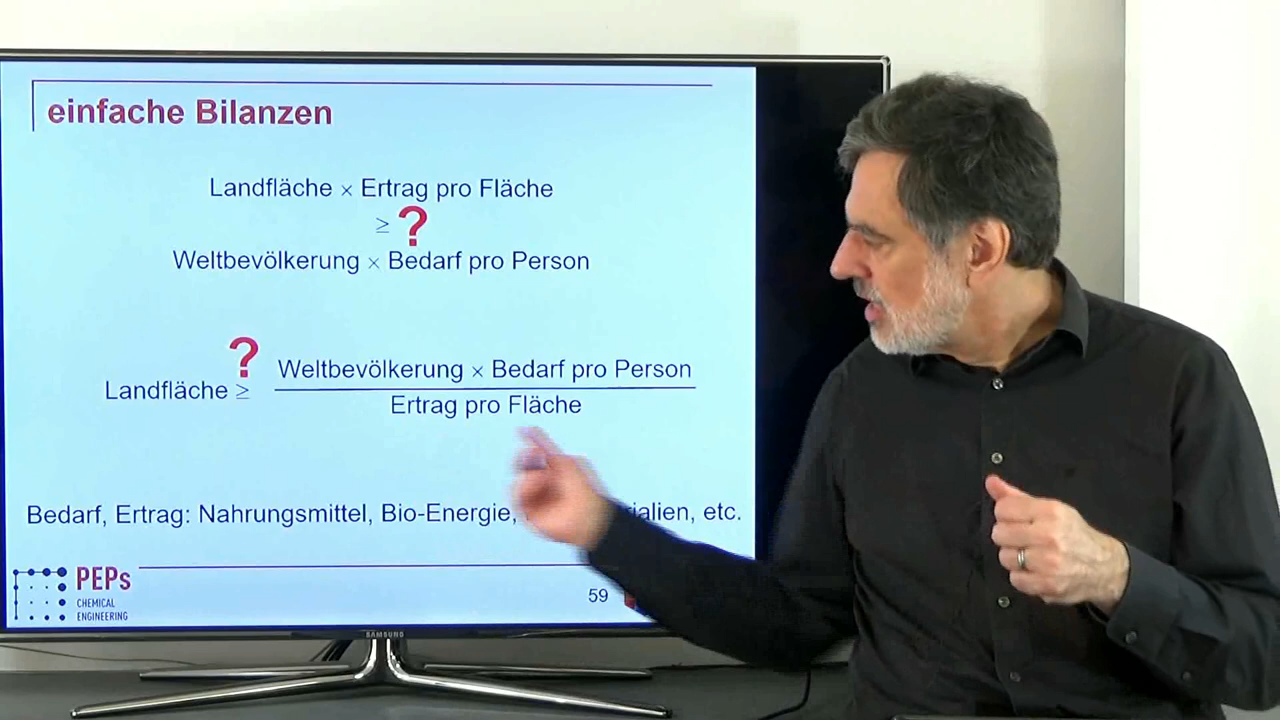 einfache Bilanzen
Landfläche × Ertrag pro Fläche
≥ ?
Weltbevölkerung × Bedarf pro Person
?
Weltbevölkerung × Bedarf pro Person
Landfläche ≥
Ertrag pro Fläche
Bedarf, Ertrag: Nahrungsmittel, Bio-Energie, etc.
PEPs
CHEMICAL
ENGINEERING
59
SAMSUNG